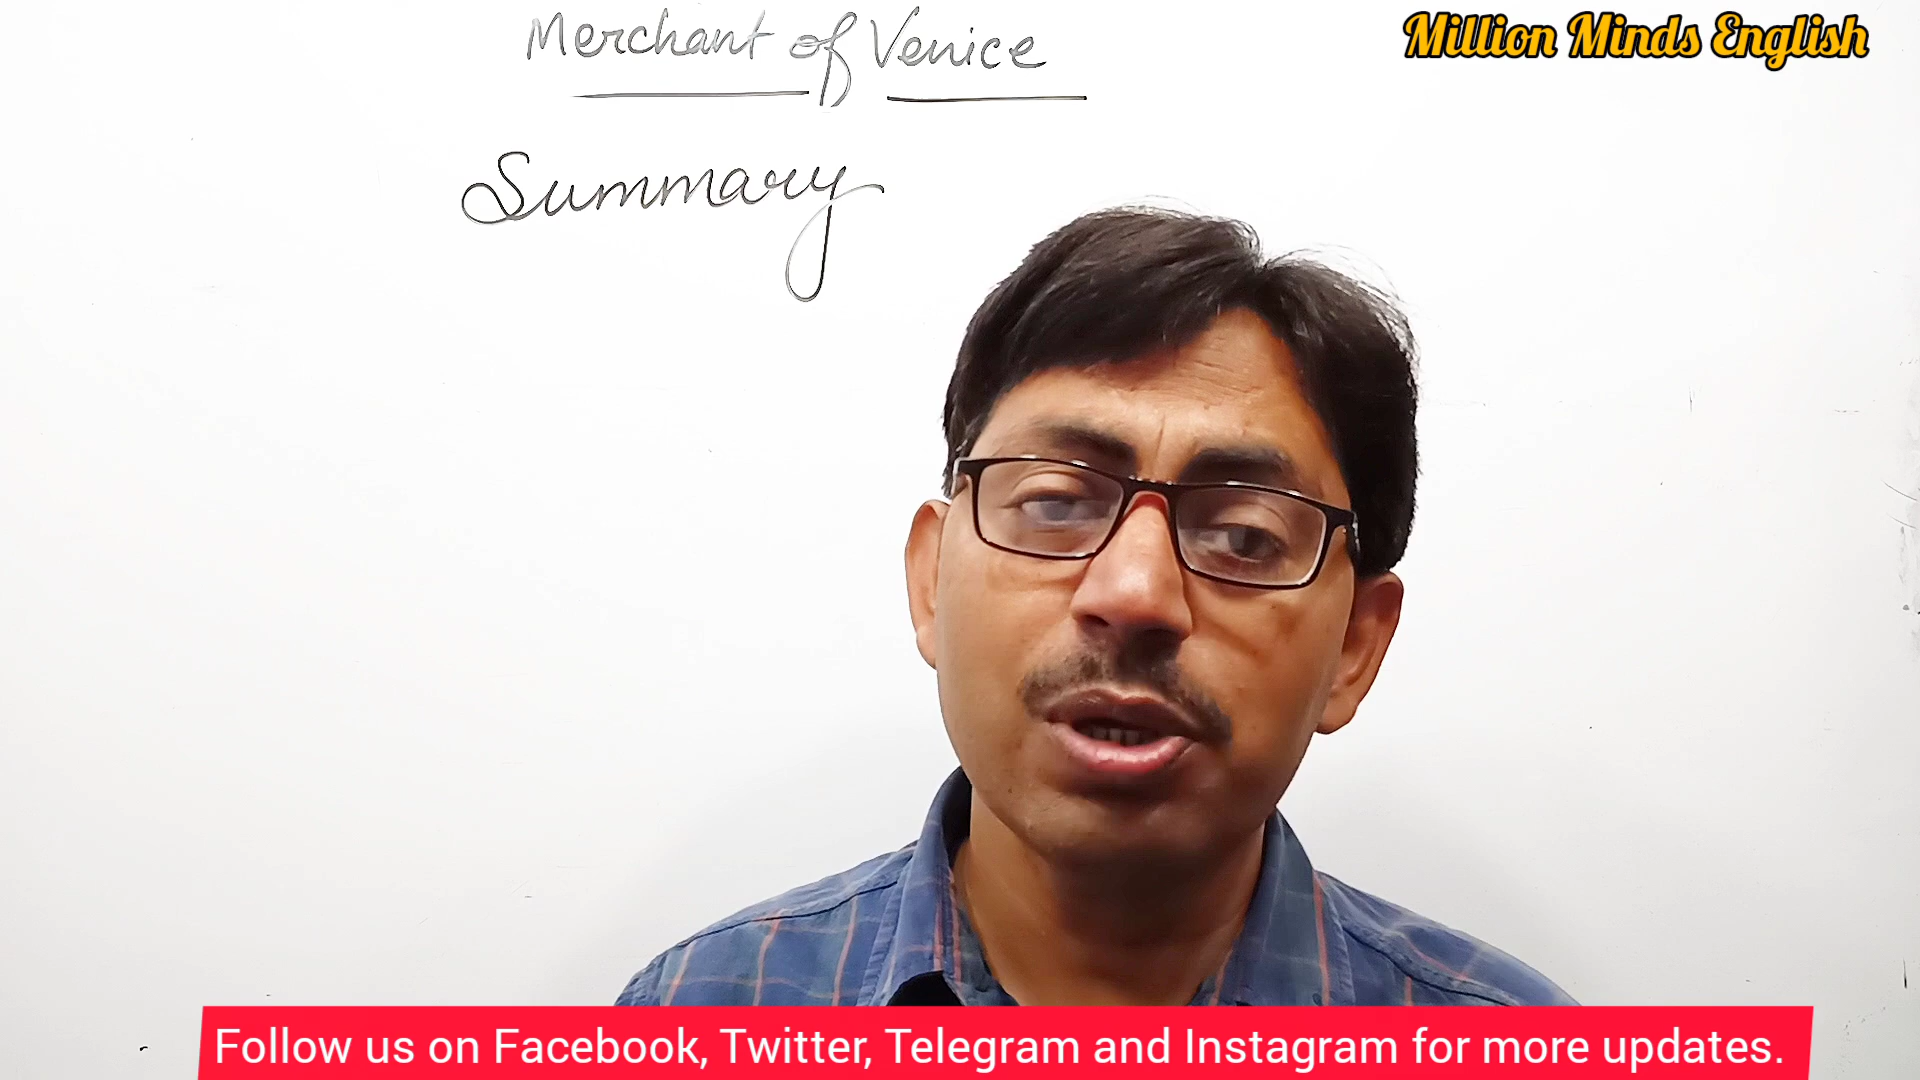 Merchant of Venice
Million Minds English
Summary
Follow us on Facebook, Twitter, Telegram and Instagram for more updates.